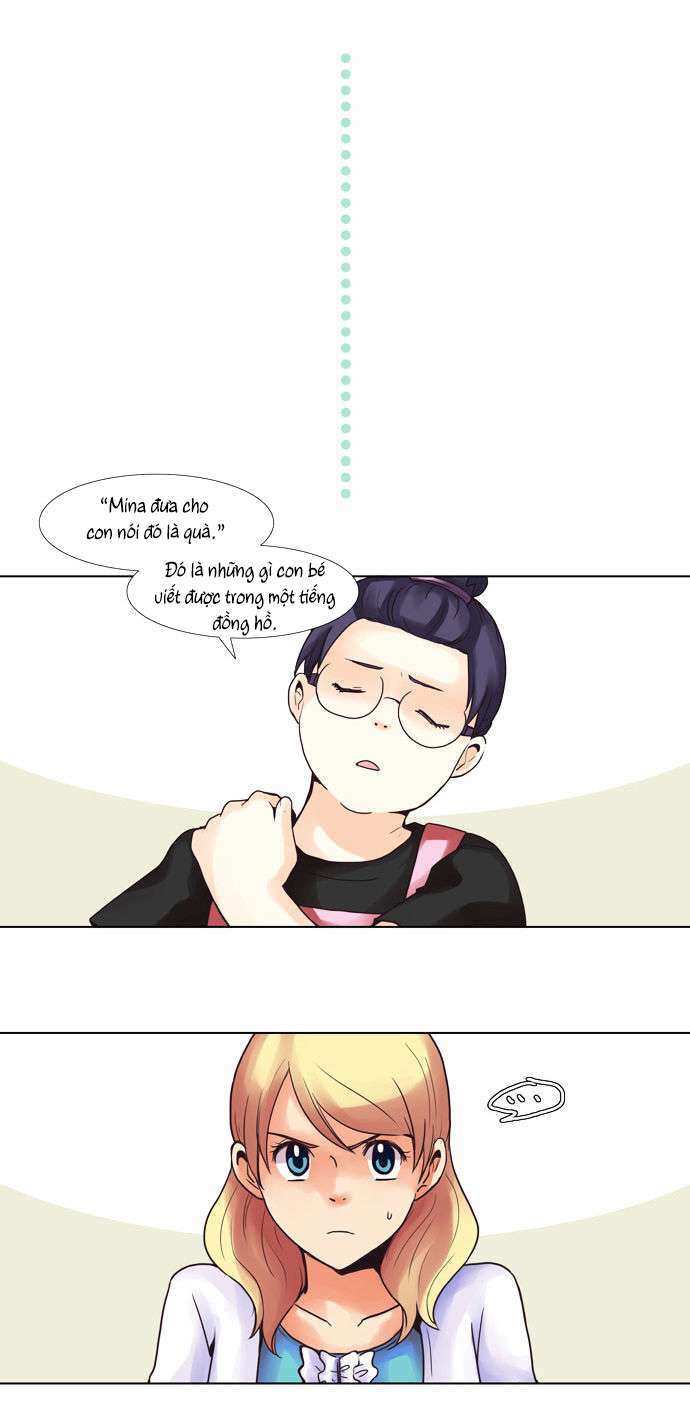 “Mina đưa cho
con nói đó là quà.”
Đó là những gì con bé
viết được trong một tiếng
đồng hồ.
...